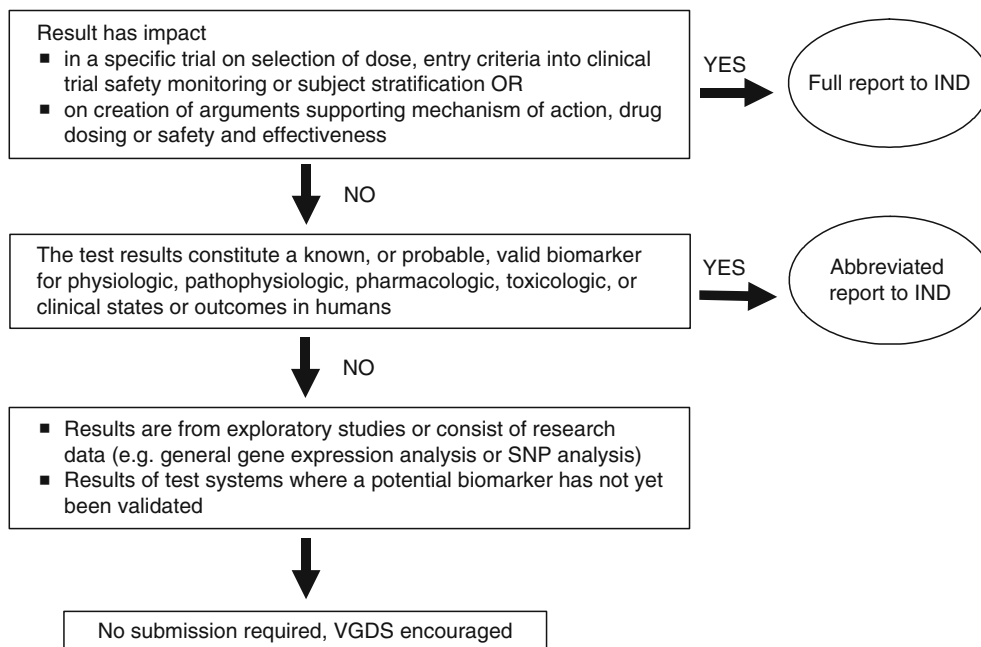 Result has impact
▪ in a specific trial on selection of dose, entry criteria into clinical
trial safety monitoring or subject stratification OR
▪ on creation of arguments supporting mechanism of action, drug
dosing or safety and effectiveness
YES
Full report to IND
NO
The test results constitute a known, or probable, valid biomarker
for physiologic, pathophysiologic, pharmacologic, toxicologic, or
clinical states or outcomes in humans
YES
Abbreviated
report to IND
NO
▪ Results are from exploratory studies or consist of research
data (e.g. general gene expression analysis or SNP analysis)
▪ Results of test systems where a potential biomarker has not yet
been validated
No submission required, VGDS encouraged